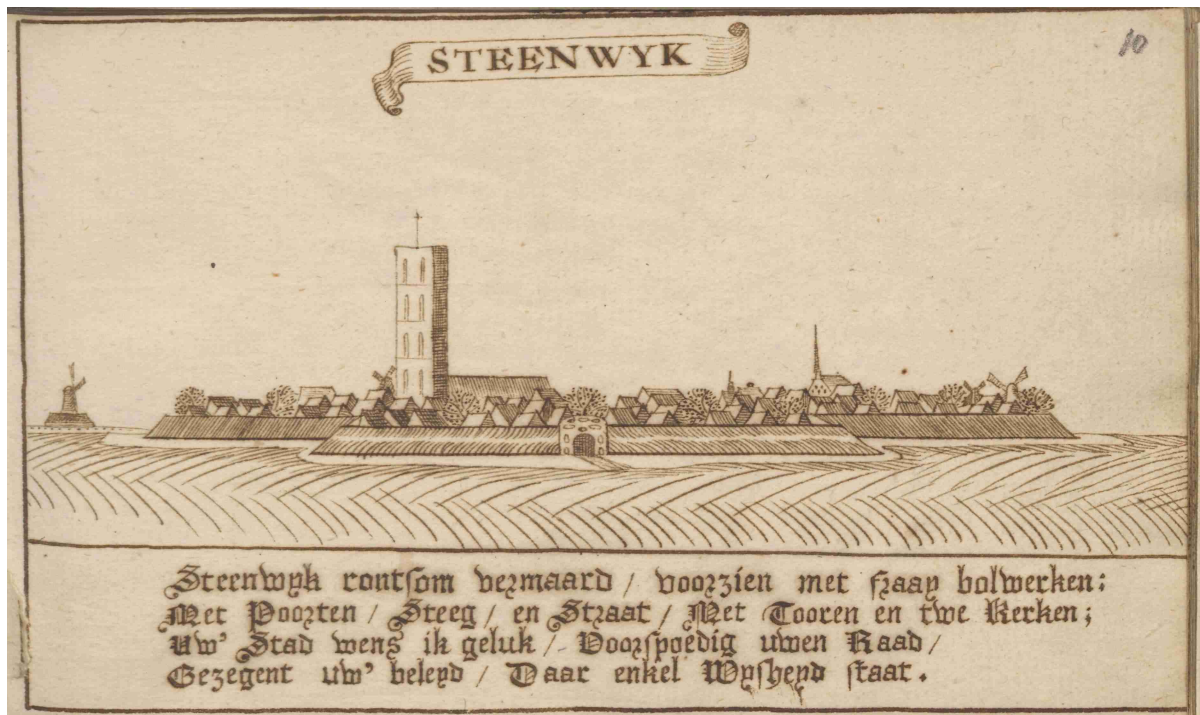 STEENWYK
10
Steenwyk rontsom vermaard / voorzien met fraay bolwerken:
Met Poorten / Steeg / en Straat / Met Tooren en twe Kerken;
Uw' Stad wens ik geluk / Voorspoedig uwen Raad /
Gezegent uw' beleyd / Daar enkel Wysheyd staat.